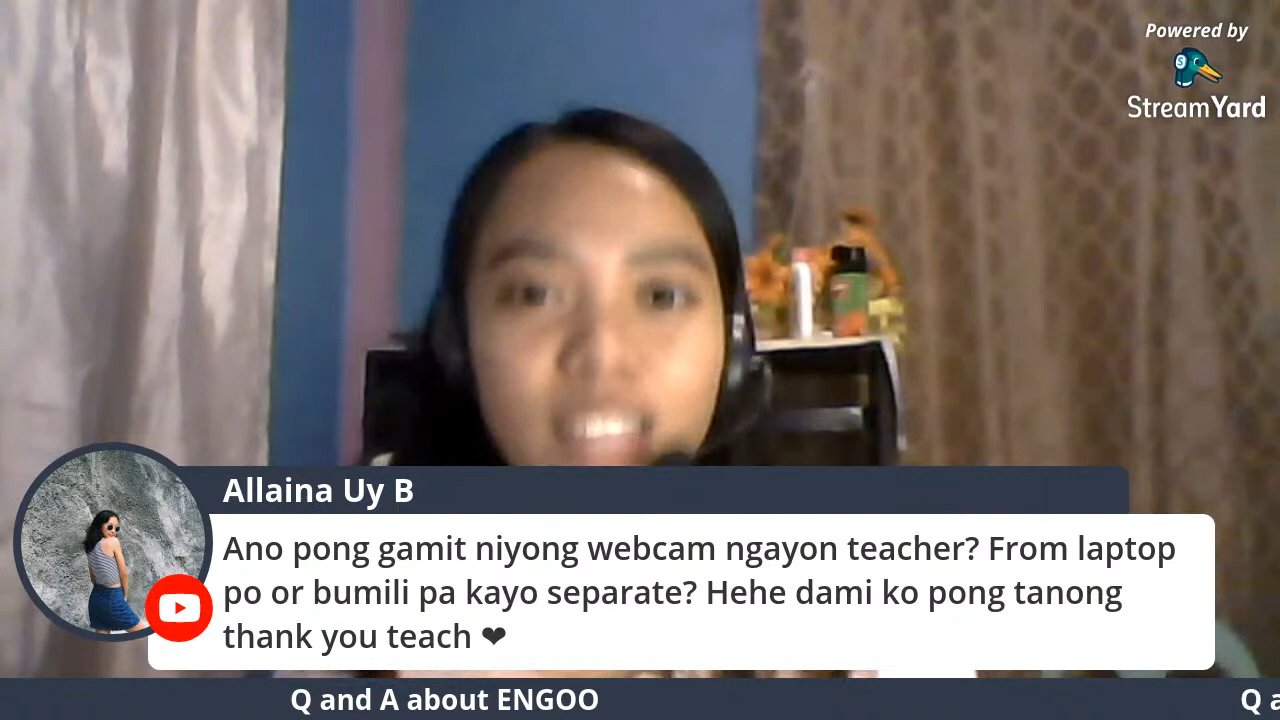 Powered by
StreamYard
Allaina Uy B
Ano pong gamit niyong webcam ngayon teacher? From laptop
po or bumili pa kayo separate? Hehe dami ko pong tanong
thank you teach ❤
Q and A about ENGOO
Q a